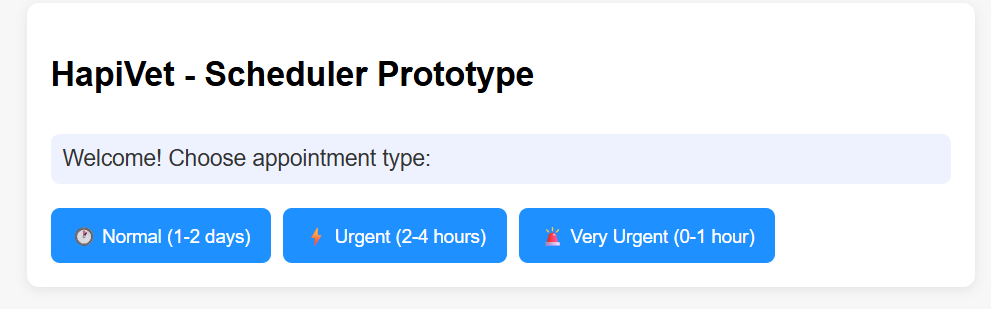 HapiVet - Scheduler Prototype
Welcome! Choose appointment type:
🕐 Normal (1-2 days)
⚡ Urgent (2-4 hours)
🚨 Very Urgent (0-1 hour)